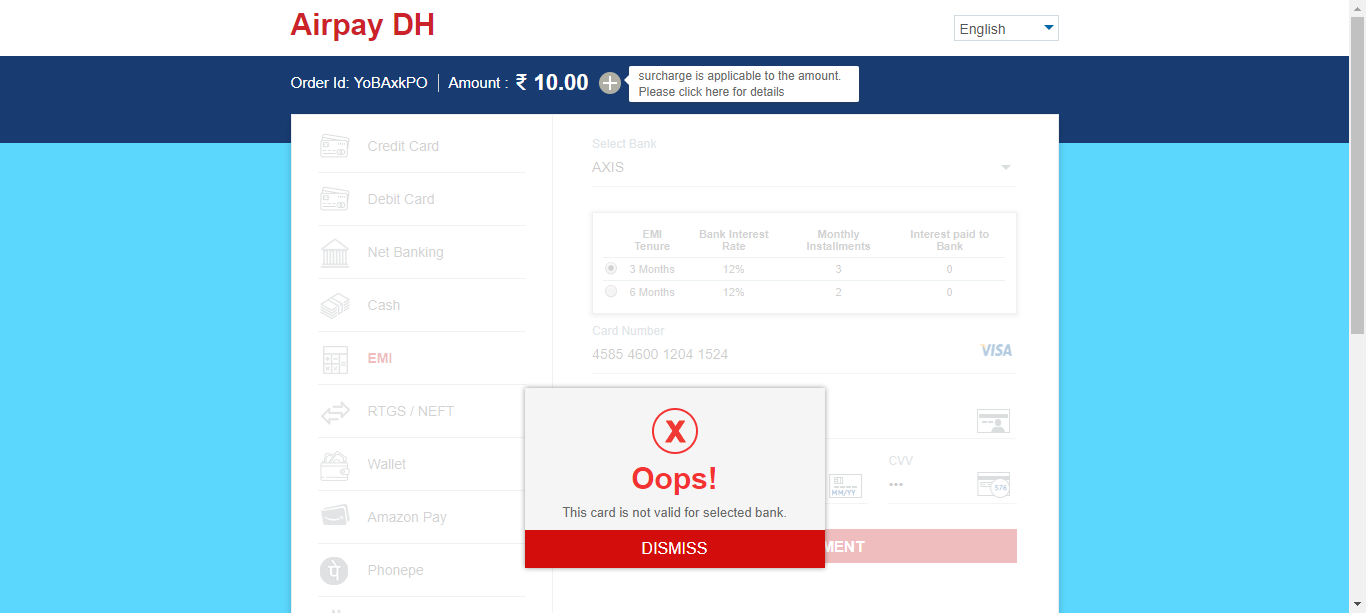 Airpay DH
English
Order Id: YoBAxkPO | Amount : ₹ 10.00
surcharge is applicable to the amount.
Please click here for details
Credit Card
Debit Card
Net Banking
Cash
EMI
RTGS / NEFT
Wallet
Amazon Pay
Phonepe
Select Bank
AXIS
EMI Tenure Bank Interest Rate Monthly Installments Interest paid to Bank
3 Months 12% 3 0
6 Months 12% 2 0
Card Number
4585 4600 1204 1524 VISA
MM/YY
CVV
••• 576
MENT
X
Oops!
This card is not valid for selected bank.
DISMISS